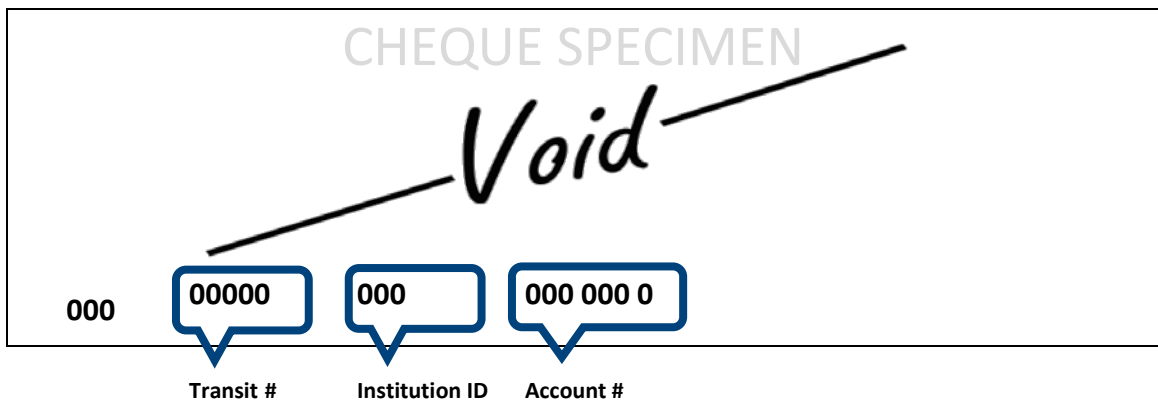 CHEQUE SPECIMEN
Void
000 00000 000 000 000 0
Transit # Institution ID Account #